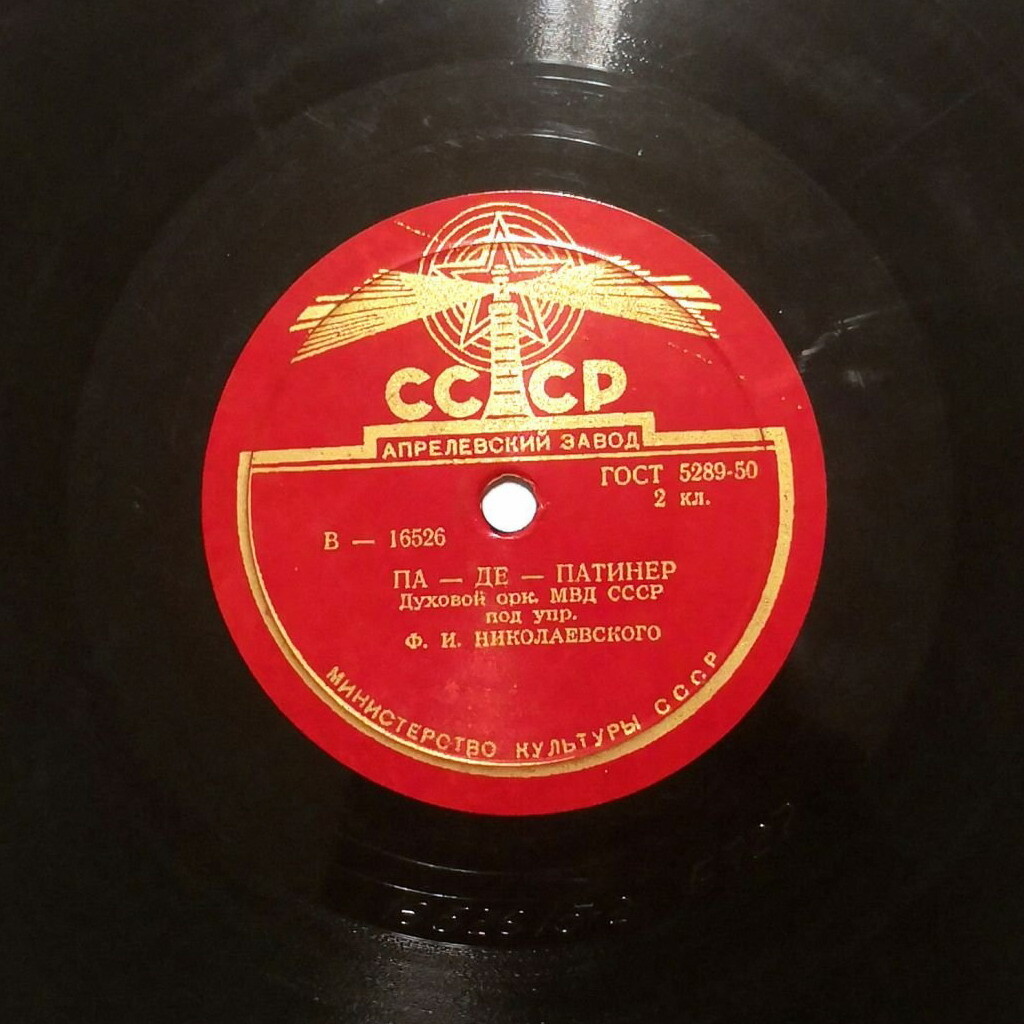 СССР
АПРЕЛЕВСКИЙ ЗАВОД
ГОСТ 5289-50
2 кл.
В — 16526
ПА — ДЕ — ПАТИНЕР
Духовой орк. МВД СССР
под упр.
Ф. И. НИКОЛАЕВСКОГО
МИНИСТЕРСТВО КУЛЬТУРЫ СССР